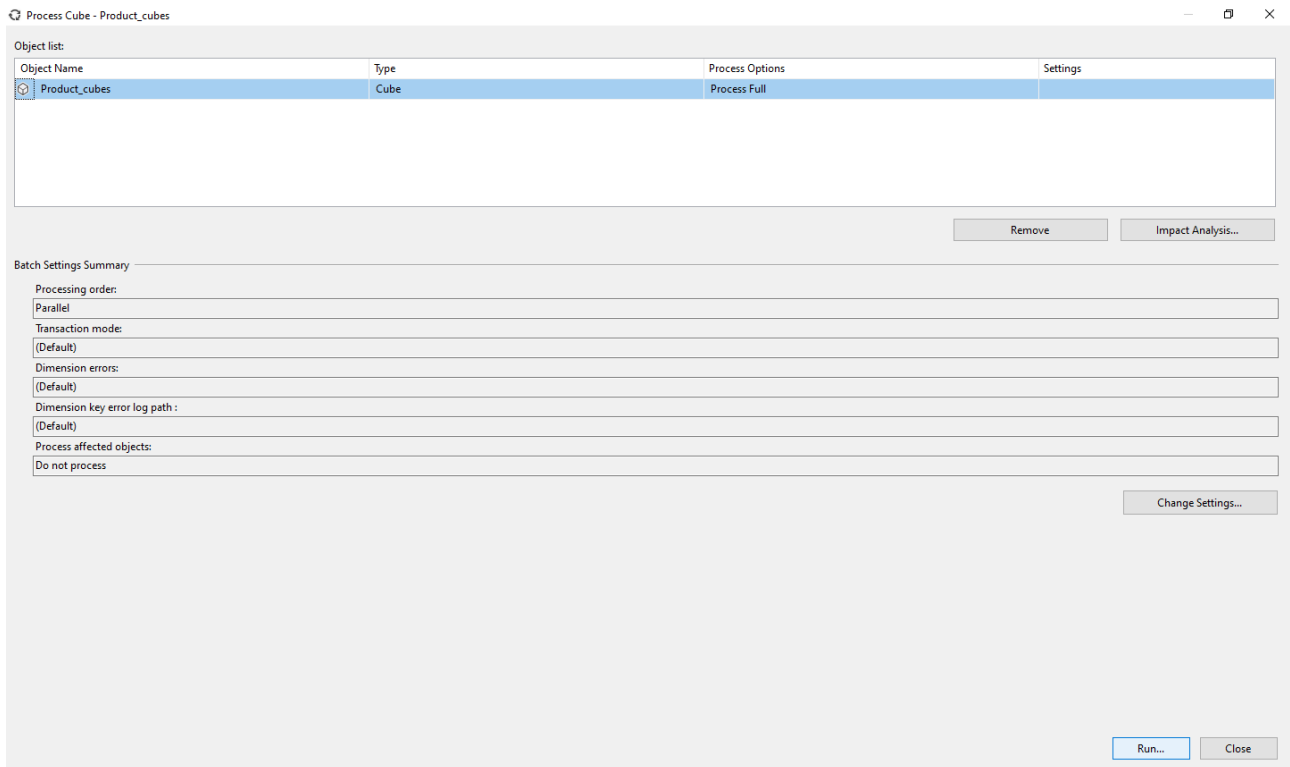 Process Cube - Product_cubes
Object list:
Object Name Type Process Options Settings
Product_cubes Cube Process Full
Remove Impact Analysis...
Batch Settings Summary
Processing order:
Parallel
Transaction mode:
(Default)
Dimension errors:
(Default)
Dimension key error log path :
(Default)
Process affected objects:
Do not process
Change Settings...
Run... Close